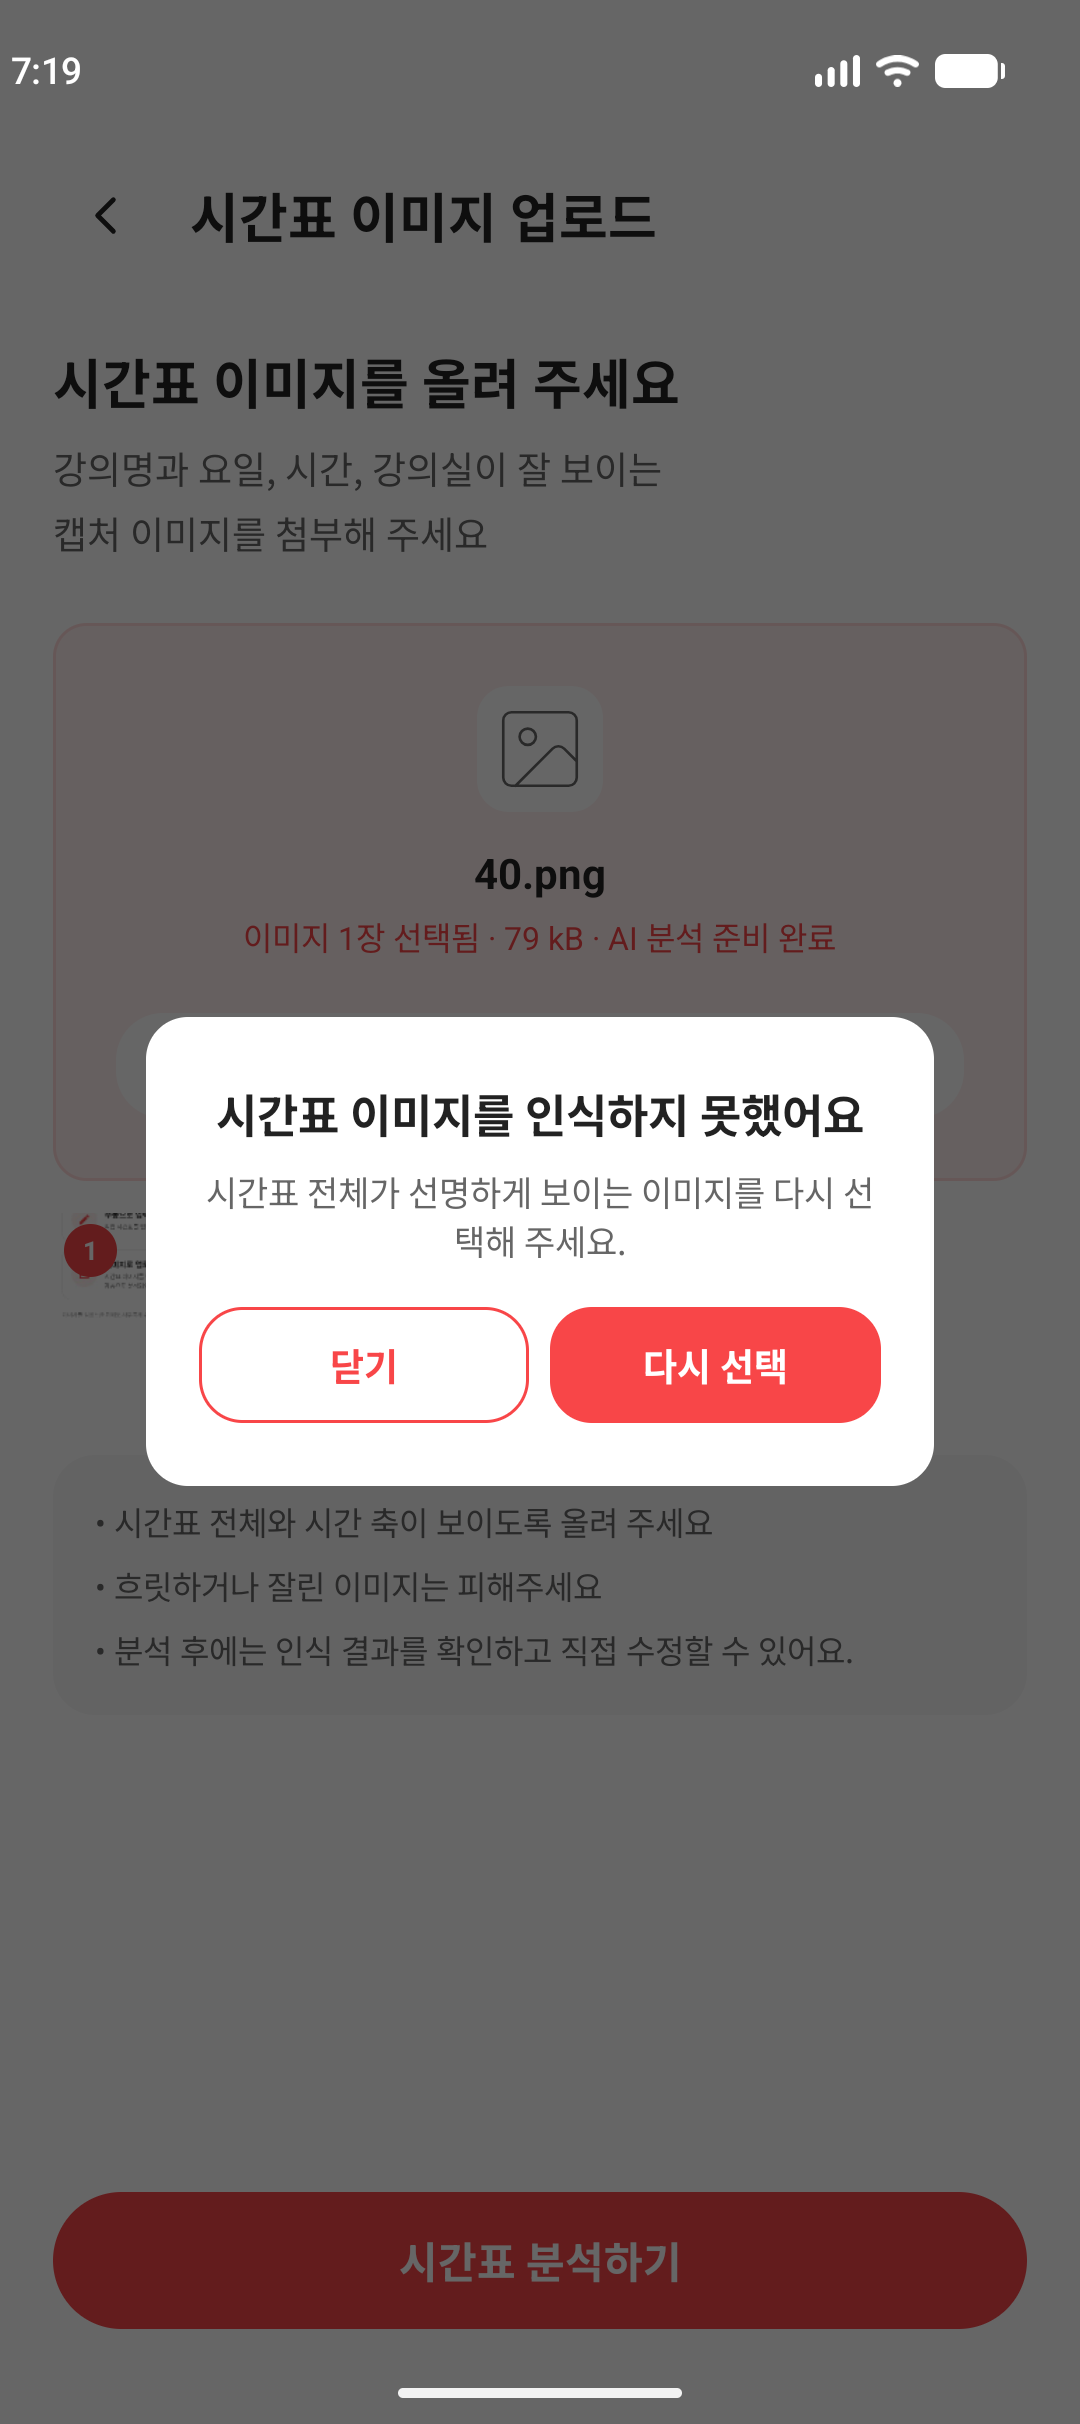 7:19
시간표 이미지 업로드
시간표 이미지를 올려 주세요
강의명과 요일, 시간, 강의실이 잘 보이는
캡처 이미지를 첨부해 주세요
40.png
이미지 1장 선택됨 · 79 kB · AI 분석 준비 완료
시간표 이미지를 인식하지 못했어요
시간표 전체가 선명하게 보이는 이미지를 다시 선
택해 주세요.
1
닫기
다시 선택
• 시간표 전체와 시간 축이 보이도록 올려 주세요
• 흐릿하거나 잘린 이미지는 피해주세요
• 분석 후에는 인식 결과를 확인하고 직접 수정할 수 있어요.
시간표 분석하기